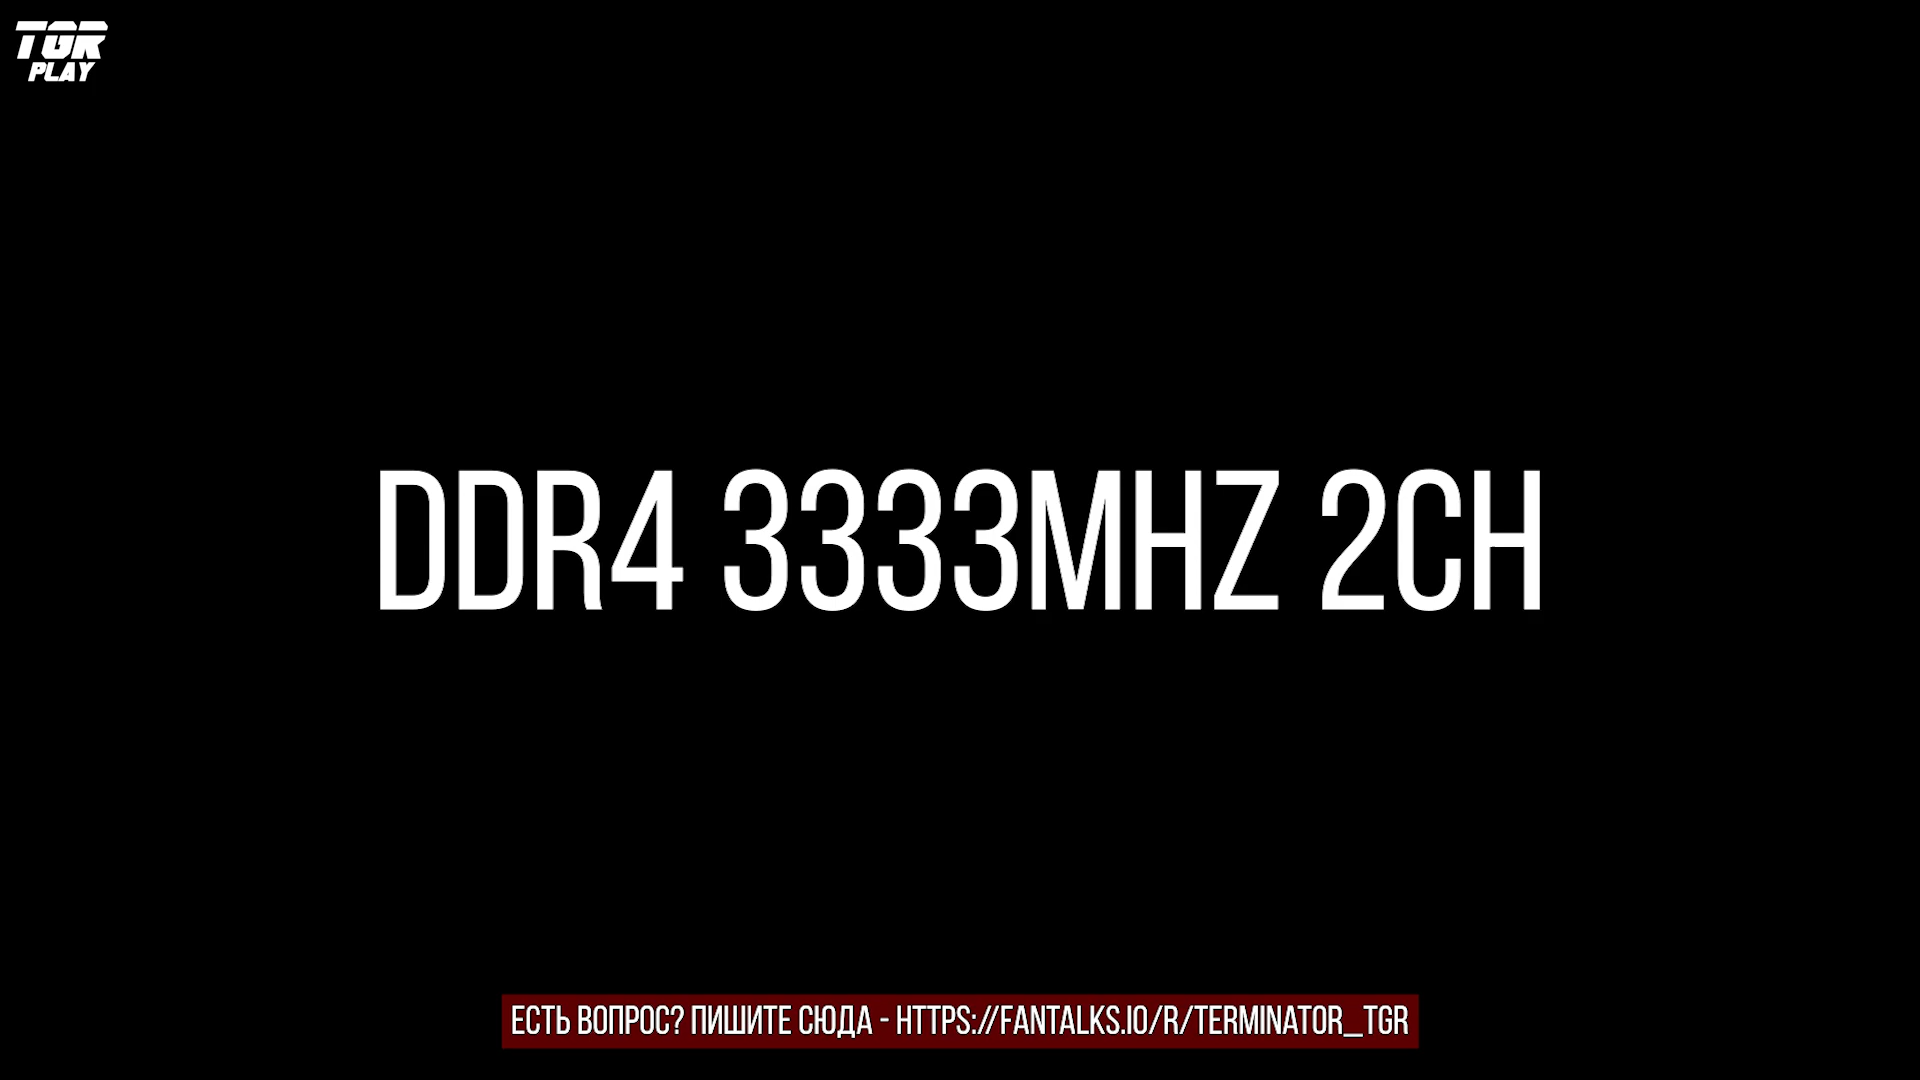 TGR
PLAY
DDR4 3333MHZ 2CH
ЕСТЬ ВОПРОС? ПИШИТЕ СЮДА - HTTPS://FANTALKS.IO/R/TERMINATOR_TGR